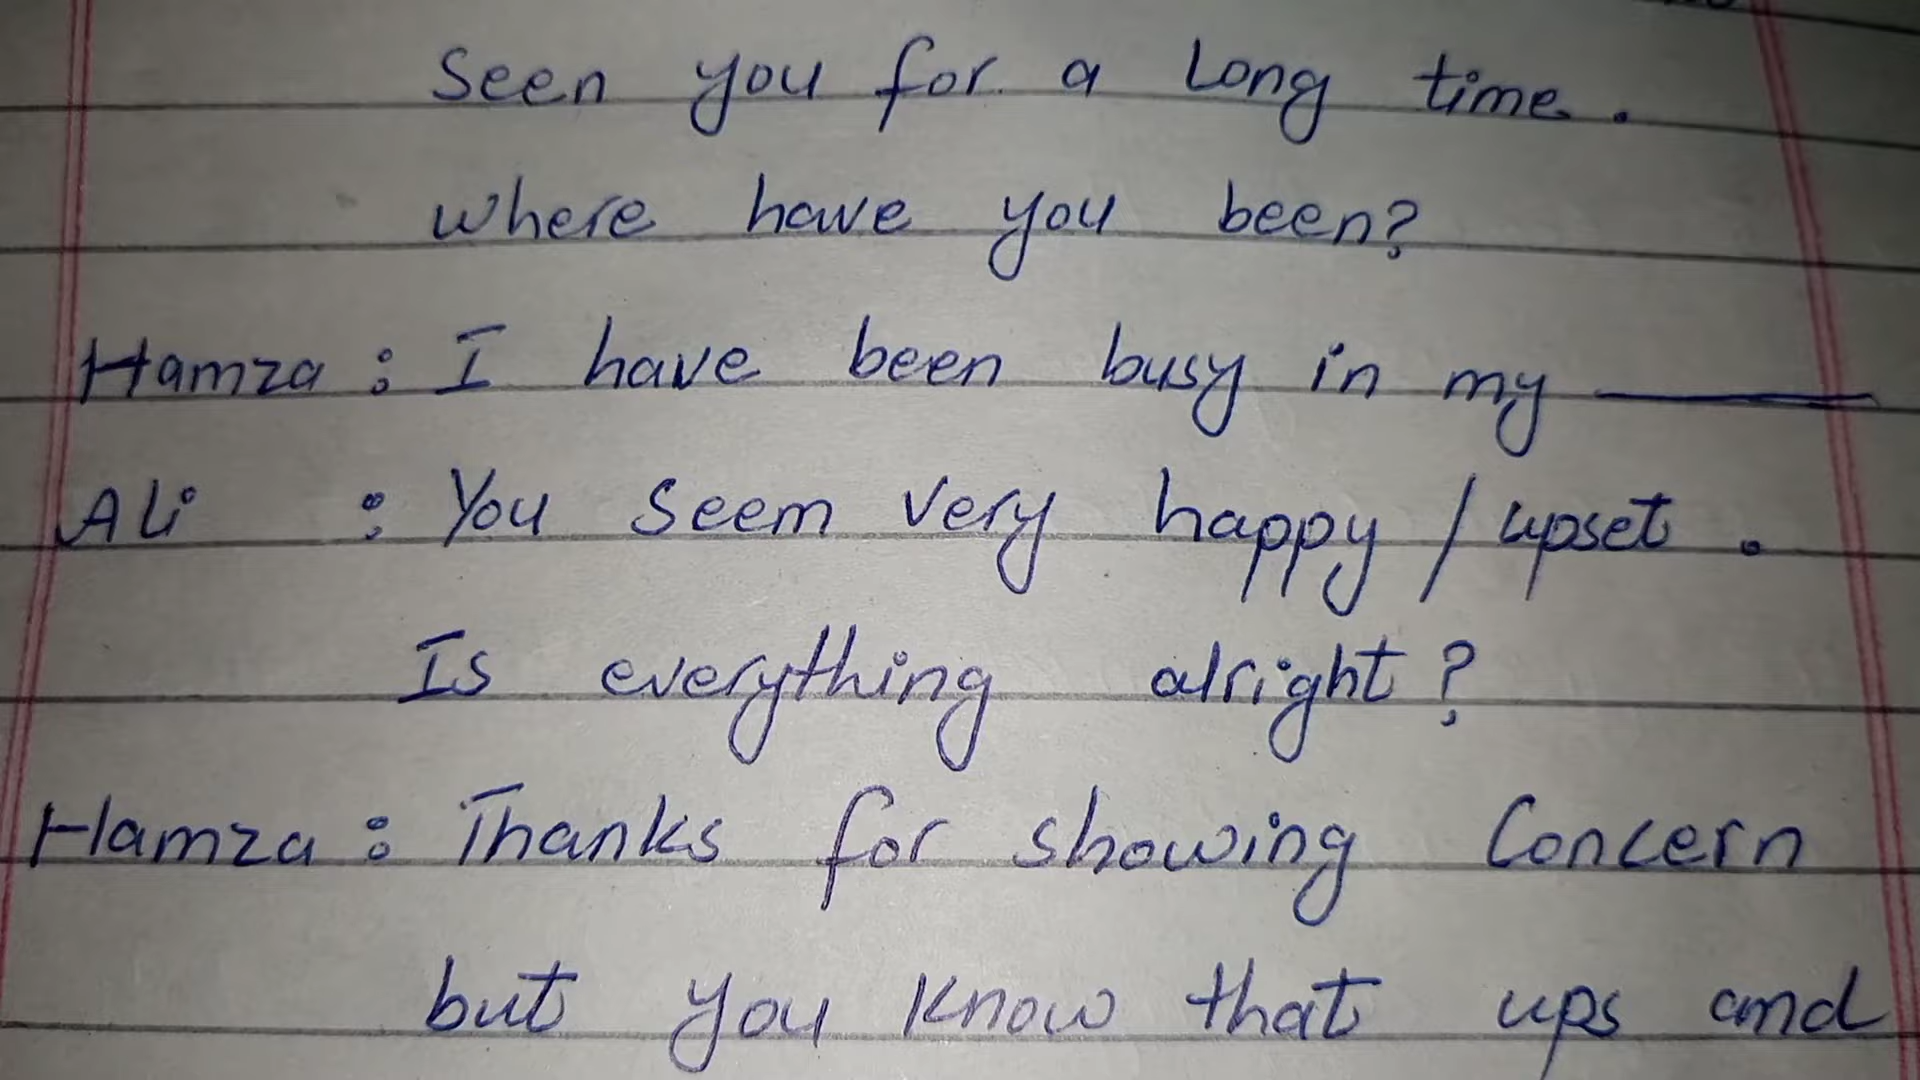 Seen you for a long time.
Where have you been?
Hamza : I have been busy in my ______
Ali : You seem very happy / upset.
Is everything alright?
Hamza : Thanks for showing Concern
but you know that ups and